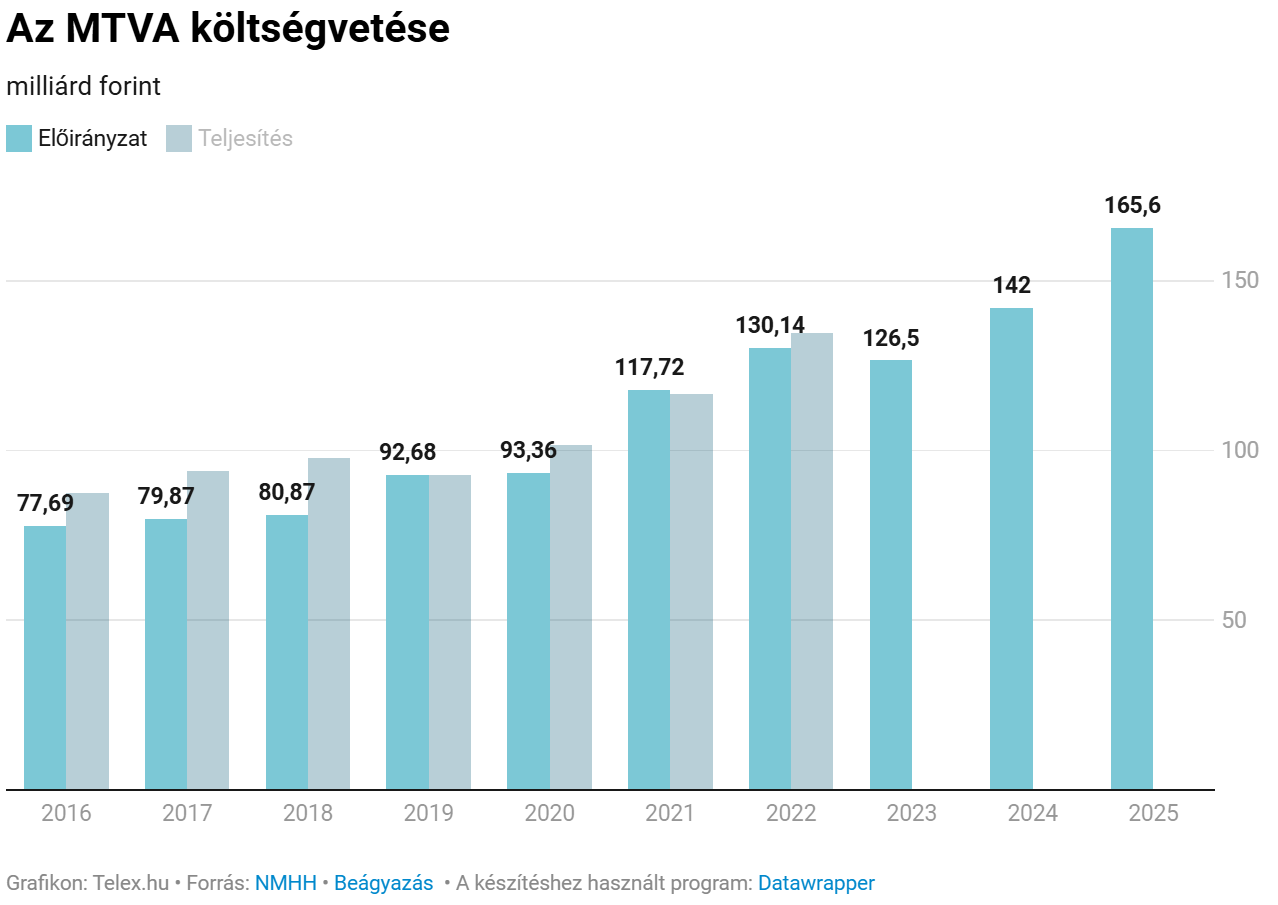 Az MTVA költségvetése
milliárd forint
Előirányzat Teljesítés
165,6
150
142
130,14
126,5
117,72
100
92,68
93,36
77,69
79,87
80,87
50
2016 2017 2018 2019 2020 2021 2022 2023 2024 2025
Grafikon: Telex.hu • Forrás: NMHH • Beágyazás • A készítéshez használt program: Datawrapper